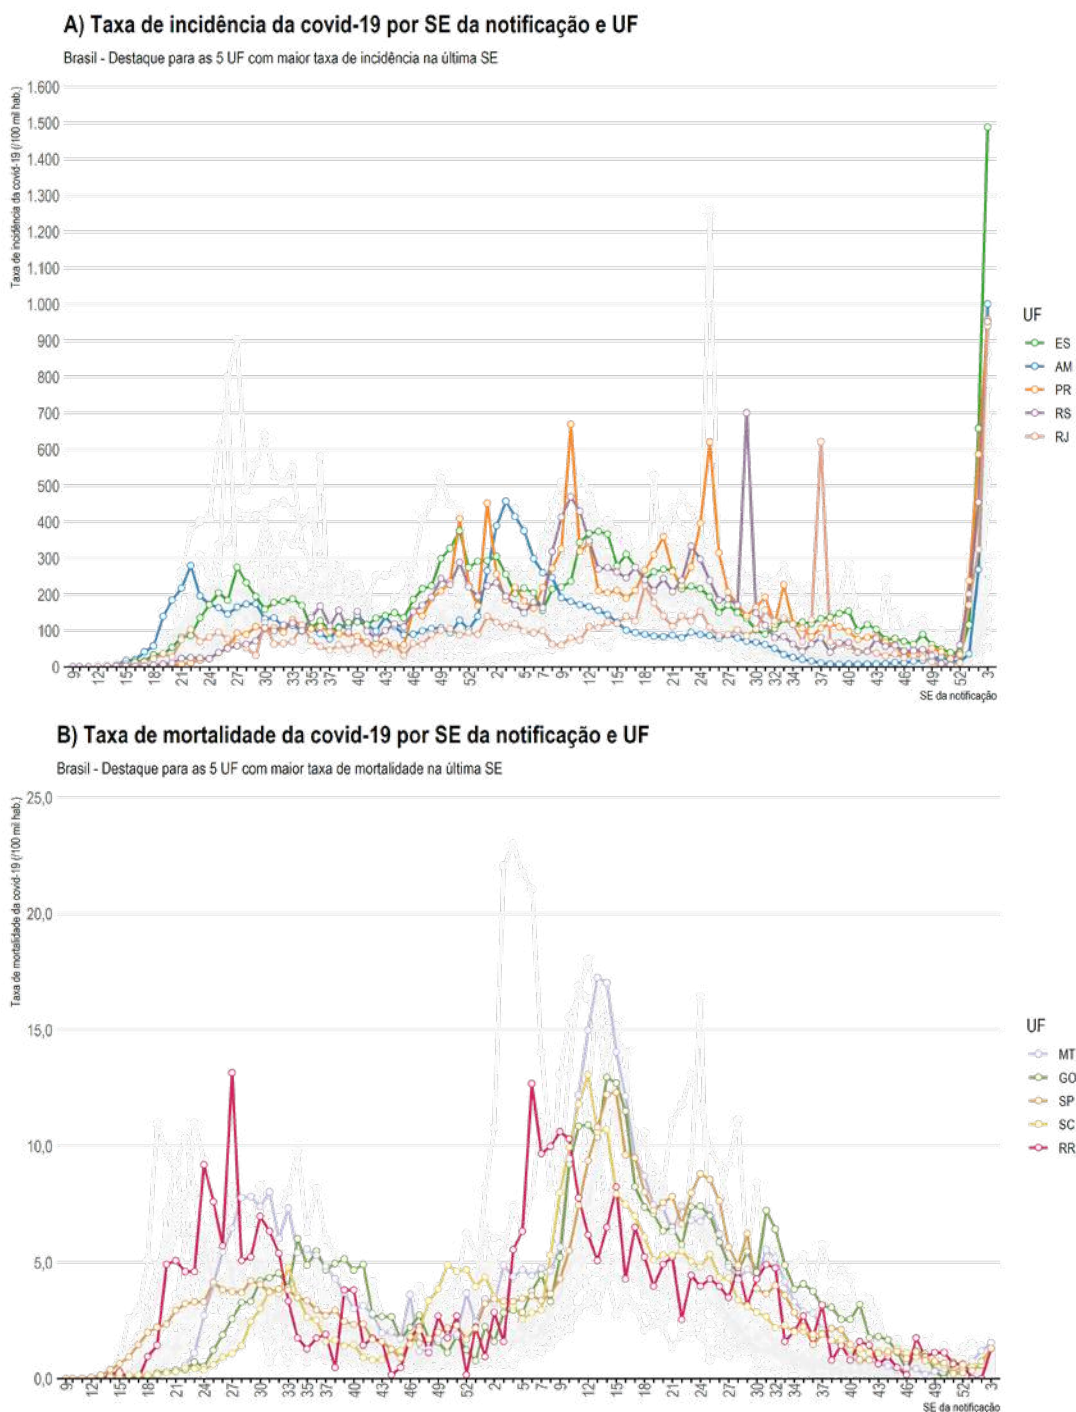 A) Taxa de incidência da covid-19 por SE da notificação e UF
Brasil - Destaque para as 5 UF com maior taxa de incidência na última SE
Taxa de incidência da covid-19 (/100 mil hab.)
1.600
1.500
1.400
1.300
1.200
1.100
1.000
900
800
700
600
500
400
300
200
100
0
9 12 15 18 21 24 27 30 33 35 37 40 43 46 49 52 2 5 7 9 12 15 18 21 24 27 30 32 34 37 40 43 46 49 52 3
SE da notificação
UF
ES
AM
PR
RS
RJ
B) Taxa de mortalidade da covid-19 por SE da notificação e UF
Brasil - Destaque para as 5 UF com maior taxa de mortalidade na última SE
Taxa de mortalidade da covid-19 (/100 mil hab.)
25,0
20,0
15,0
10,0
5,0
0,0
9 12 15 18 21 24 27 30 33 35 37 40 43 46 49 52 2 5 7 9 12 15 18 21 24 27 30 32 34 37 40 43 46 49 52 3
SE da notificação
UF
MT
GO
SP
SC
RR